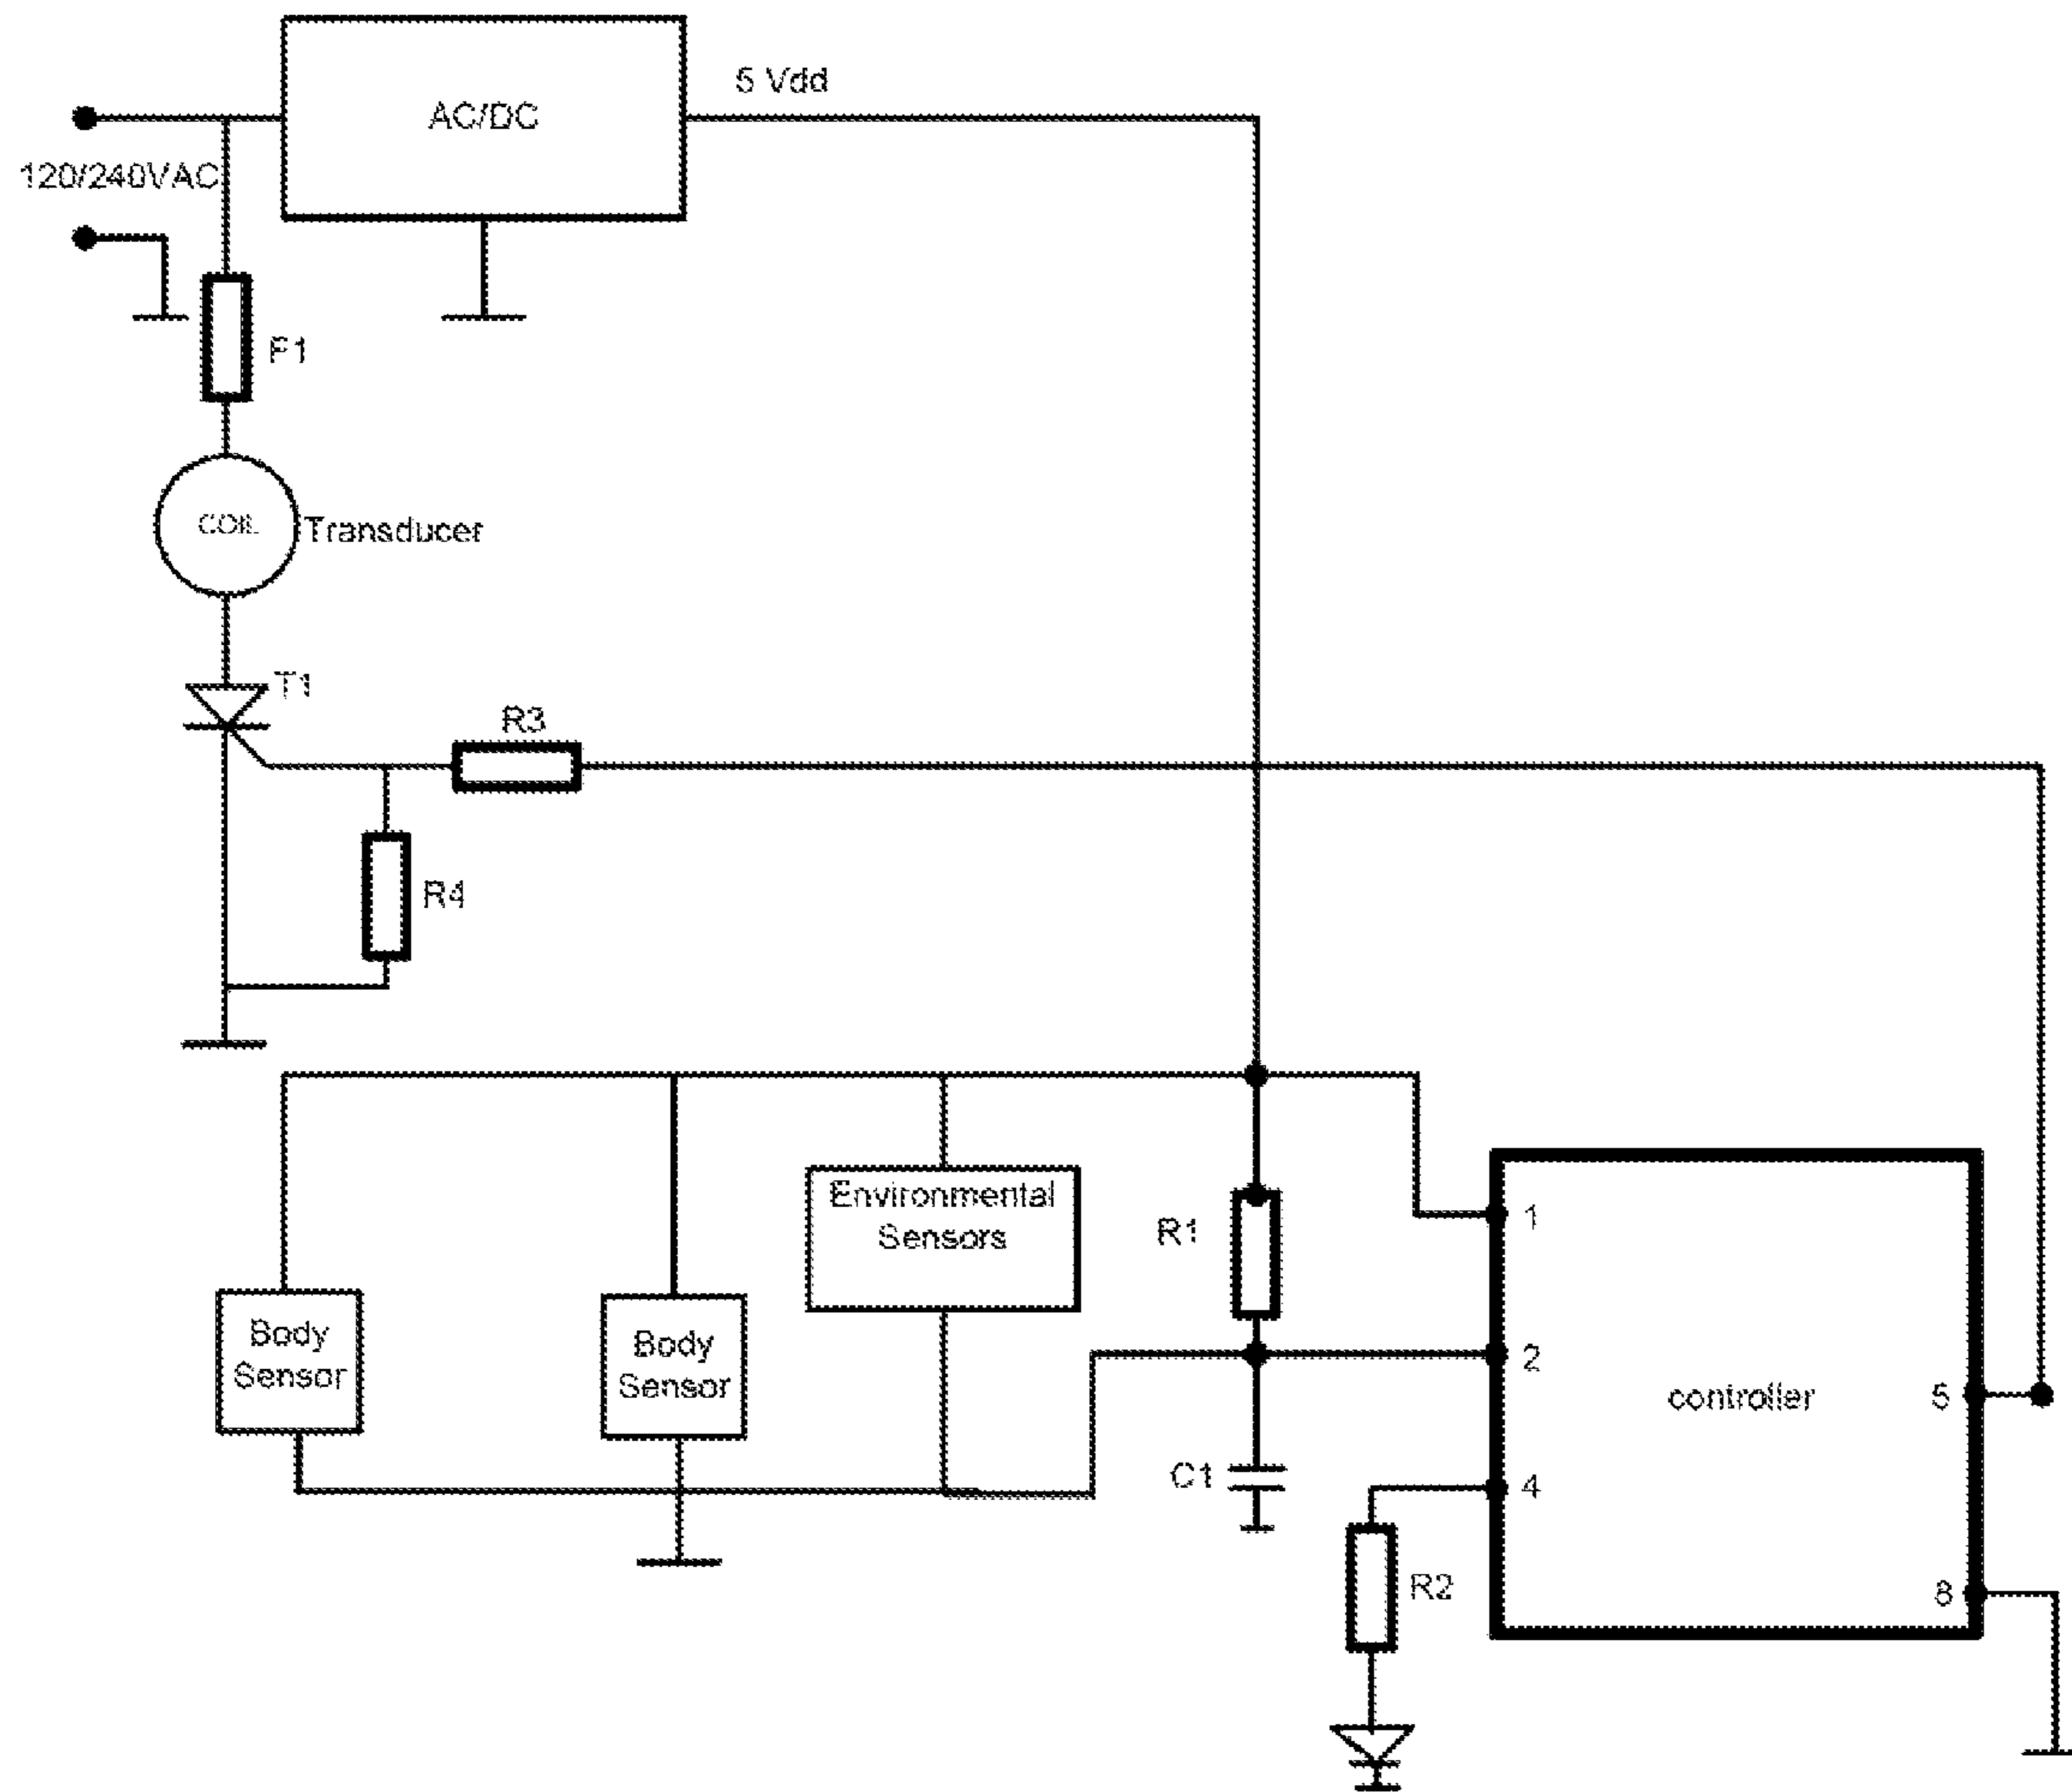 5 Vdd
AC/DC
120/240VAC
F1
COIL
Transducer
T1
R3
R4
Environmental
Sensors
R1
1
Body
Sensor
Body
Sensor
2
controller
5
C1
4
R2
8